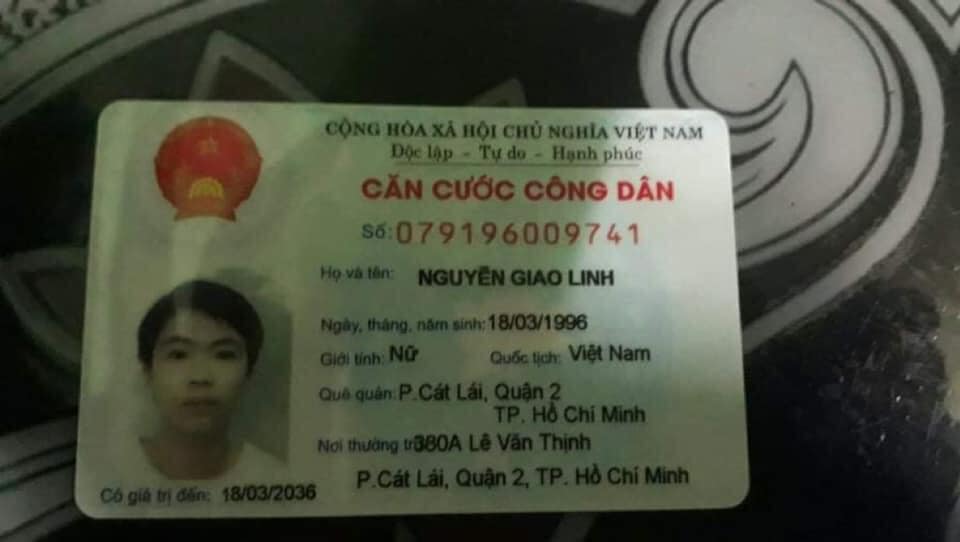 CỘNG HÒA XÃ HỘI CHỦ NGHĨA VIỆT NAM
Độc lập - Tự do - Hạnh phúc
CĂN CƯỚC CÔNG DÂN
Số: 079196009741
Họ và tên: NGUYỄN GIAO LINH
Ngày, tháng, năm sinh: 18/03/1996
Giới tính: Nữ Quốc tịch: Việt Nam
Quê quán: P.Cát Lái, Quận 2
TP. Hồ Chí Minh
Nơi thường trú: 380A Lê Văn Thịnh
P.Cát Lái, Quận 2, TP. Hồ Chí Minh
Có giá trị đến: 18/03/2036